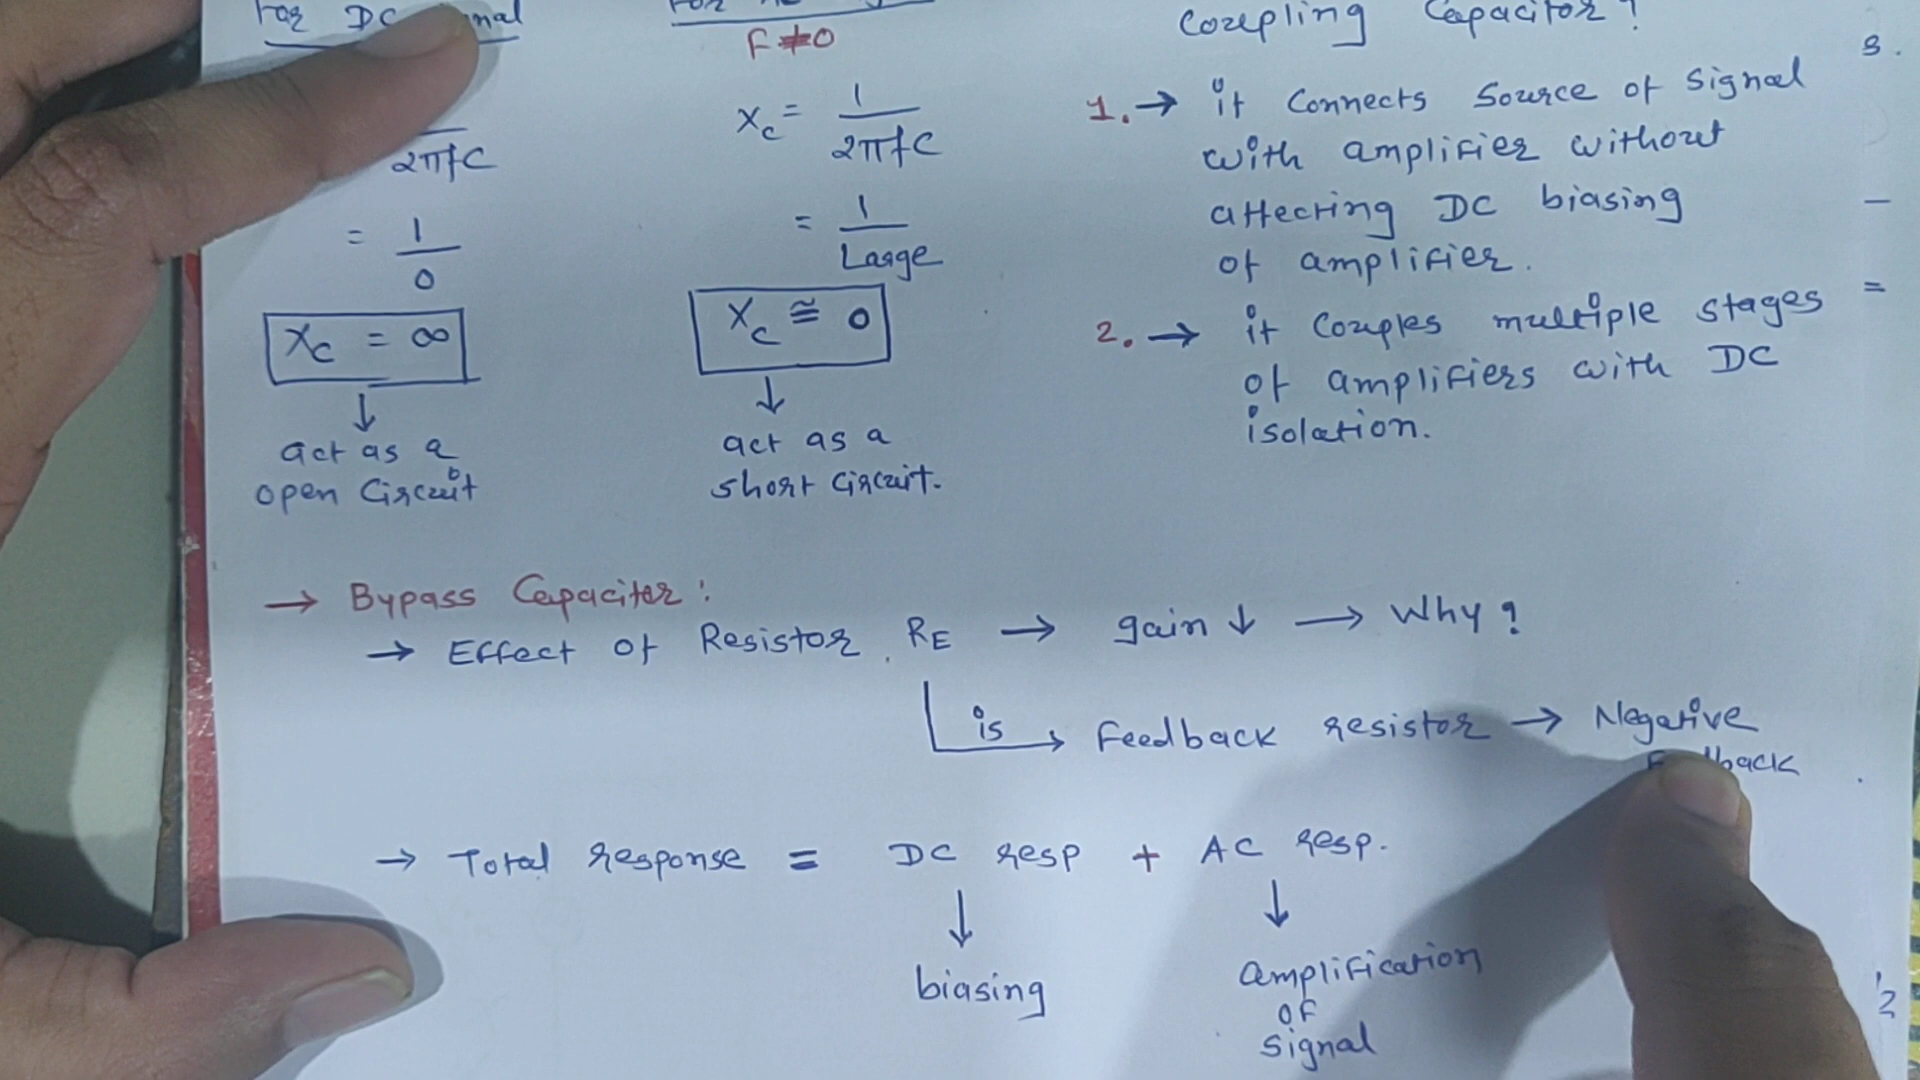 For DC
F≠0
Xc = 1/2πfC
= 1/Large
Xc ≅ 0
act as a
short circuit.
2πfC
= 1/0
Xc = ∞
act as a
open circuit
Coupling Capacitor?
1. → it connects source of signal
with amplifier without
affecting DC biasing
of amplifier.
2. → it couples multiple stages
of amplifiers with DC
isolation.
→ Bypass Capacitor:
→ Effect of Resistor RE → gain ↓ → Why?
is → Feedback resistor → Negative
→ Total response = DC resp + AC resp.
↓ ↓
biasing
amplification
of
signal